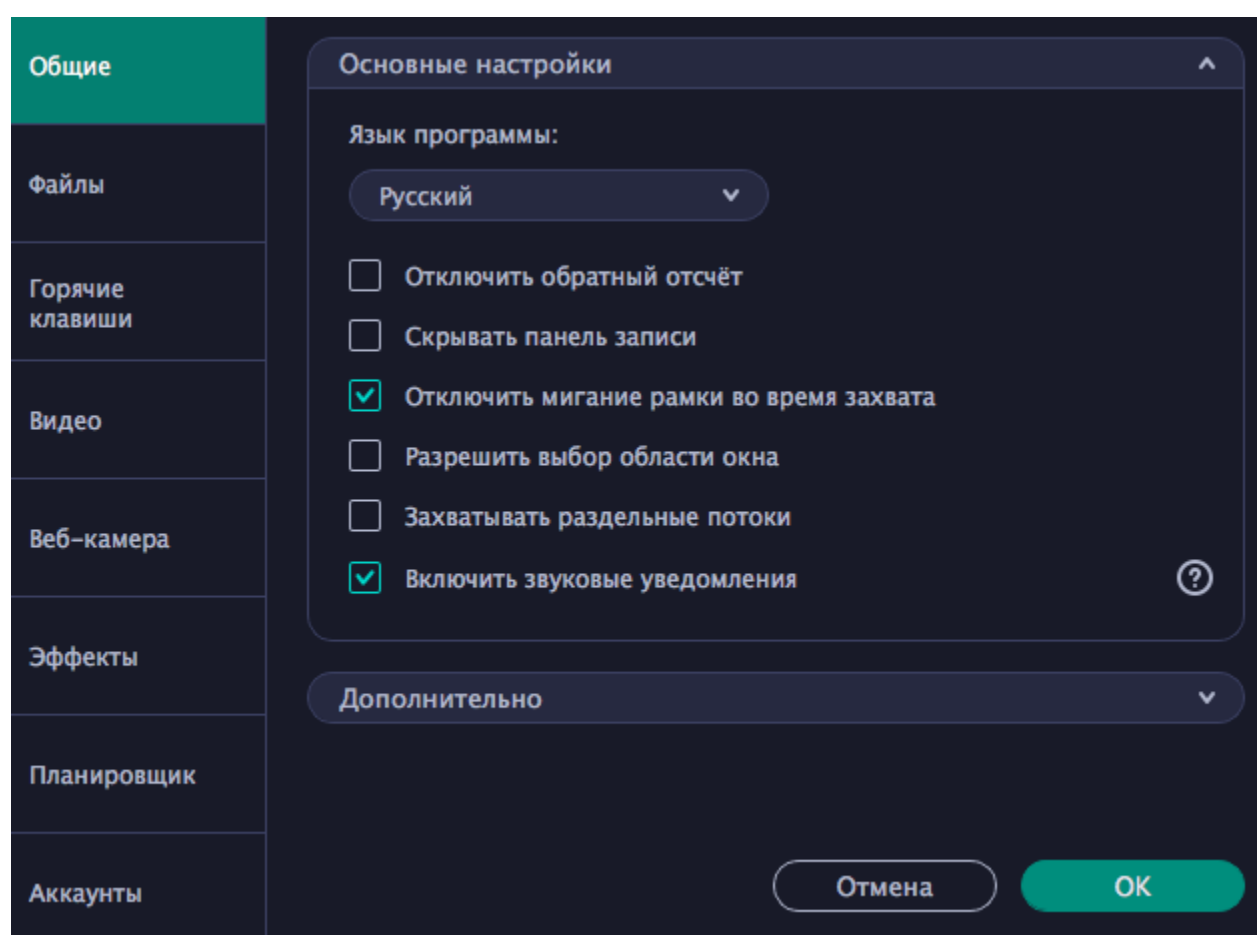 Общие
Файлы
Горячие
клавиши
Видео
Веб-камера
Эффекты
Планировщик
Аккаунты
Основные настройки
Язык программы:
Русский
Отключить обратный отсчёт
Скрывать панель записи
Отключить мигание рамки во время захвата
Разрешить выбор области окна
Захватывать раздельные потоки
Включить звуковые уведомления
Дополнительно
Отмена
OK